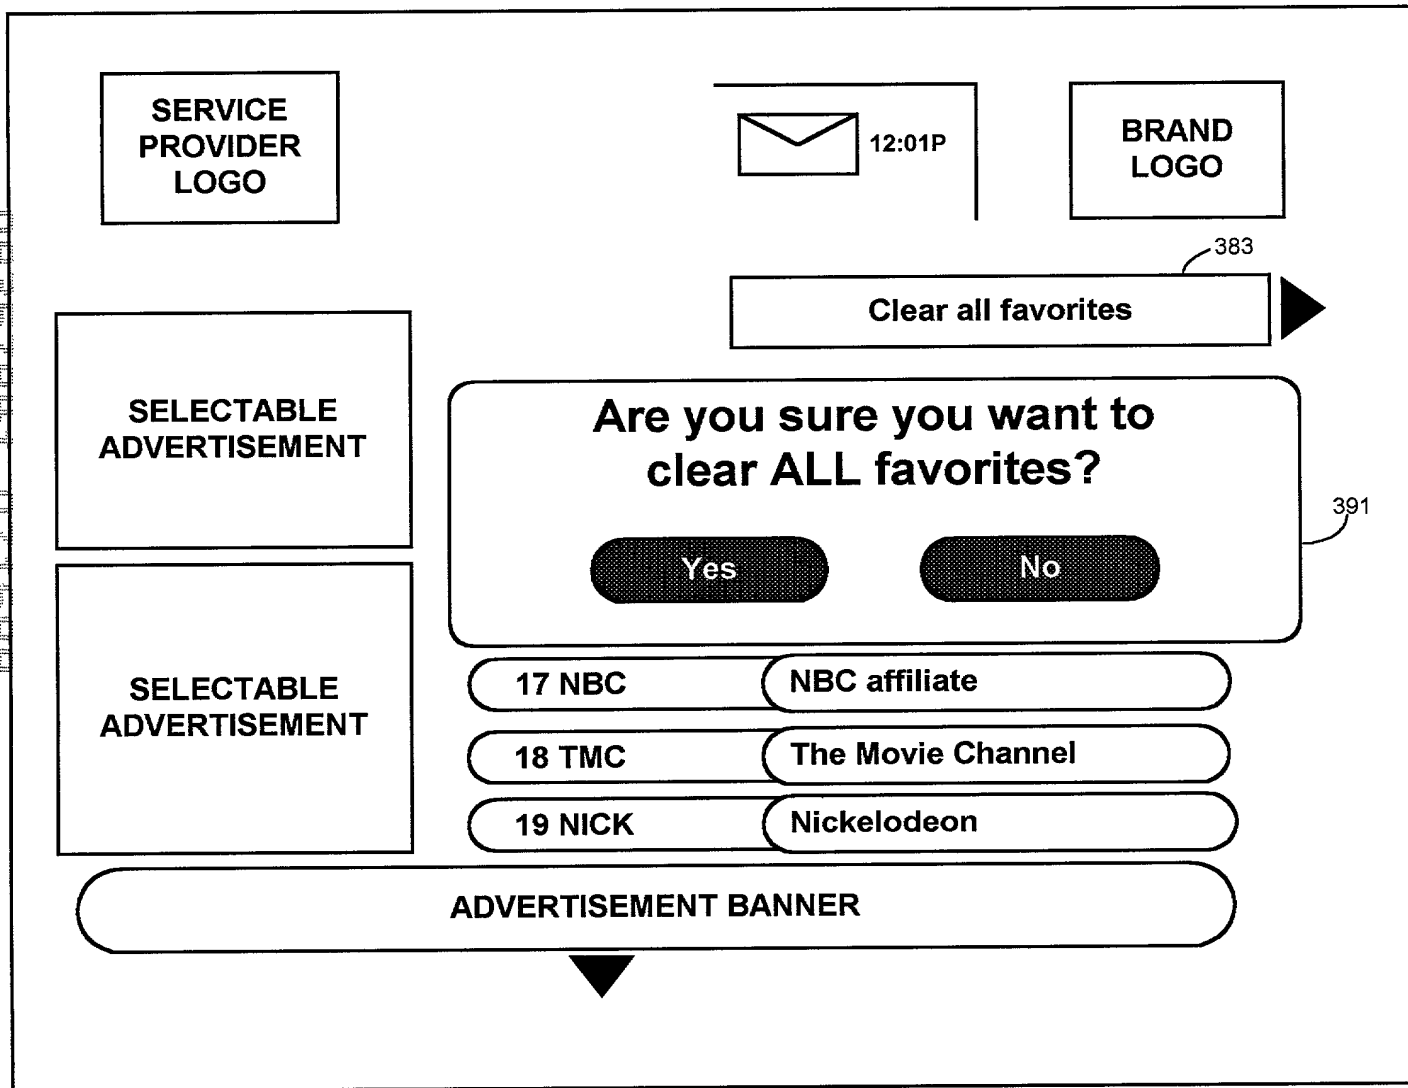 SERVICE
PROVIDER
LOGO
12:01P
BRAND
LOGO
383
Clear all favorites
SELECTABLE
ADVERTISEMENT
Are you sure you want to
clear ALL favorites?
391
Yes No
SELECTABLE
ADVERTISEMENT
17 NBC NBC affiliate
18 TMC The Movie Channel
19 NICK Nickelodeon
ADVERTISEMENT BANNER